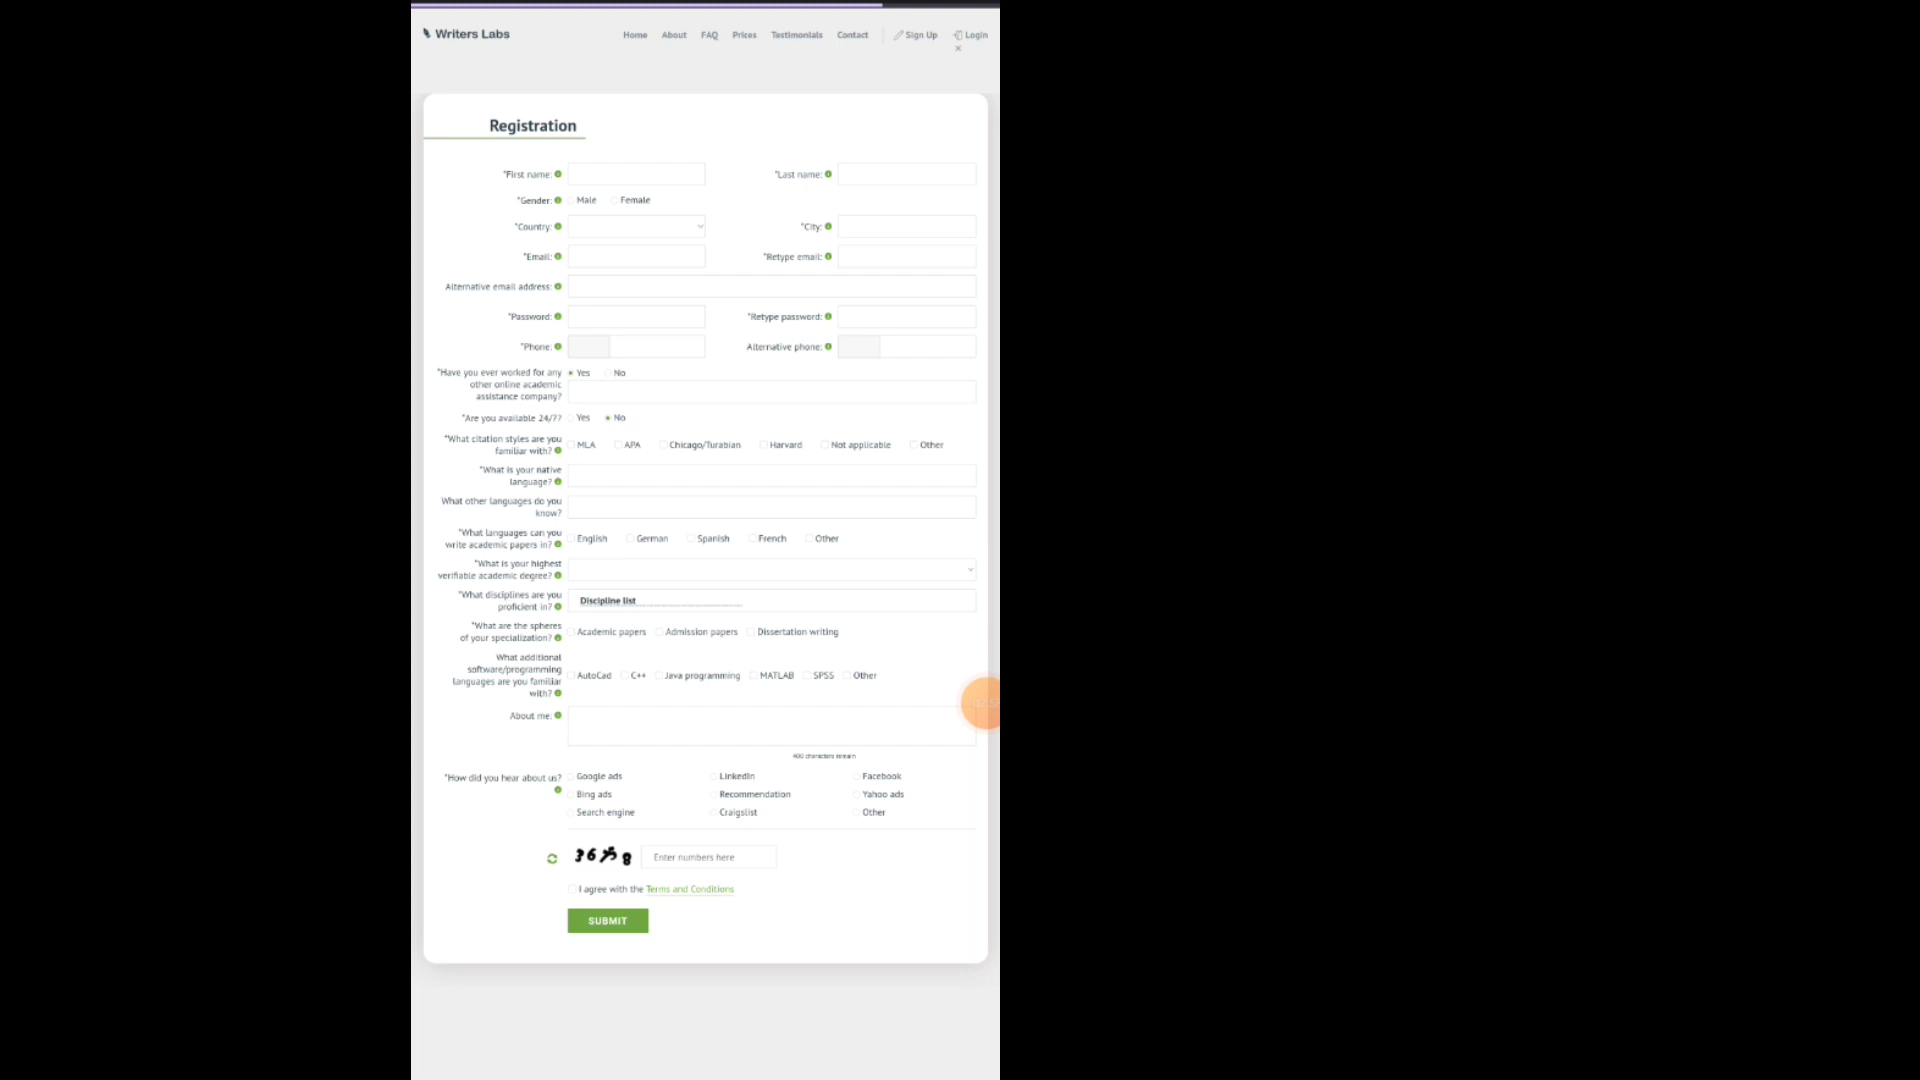 Writers Labs
Home About FAQ Prices Testimonials Contact Sign Up Login
Registration
*First name: *Last name:
*Gender: Male Female
*Country: *City:
*Email: *Retype email:
Alternative email address:
*Password: *Retype password:
*Phone: Alternative phone:
*Have you ever worked for any Yes No
other online academic
assistance company?
*Are you available 24/7? Yes No
*What citation styles are you
familiar with? MLA APA Chicago/Turabian Harvard Not applicable Other
*What is your native
language?
What other languages do you
know?
*What languages can you
write academic papers in? English German Spanish French Other
*What is your highest
verifiable academic degree?
*What disciplines are you
proficient in? Discipline list
*What are the spheres
of your specialization? Academic papers Admission papers Dissertation writing
What additional
software/programming
languages are you familiar
with? AutoCad C++ Java programming MATLAB SPSS Other
About me:
400 characters remain
*How did you hear about us? Google ads LinkedIn Facebook
Bing ads Recommendation Yahoo ads
Search engine Craigslist Other
Enter numbers here
I agree with the Terms and Conditions
SUBMIT